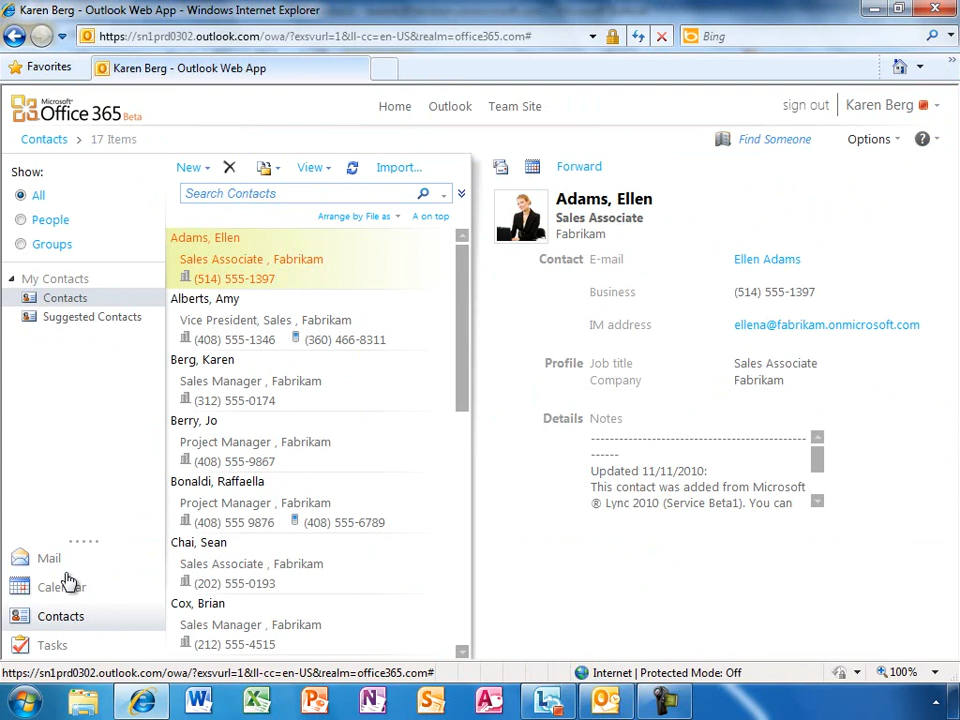 Karen Berg - Outlook Web App - Windows Internet Explorer
https://sn1prd0302.outlook.com/owa/?exsvurl=1&ll-cc=en-US&realm=office365.com#
Bing
Favorites
Karen Berg - Outlook Web App
Microsoft
Office 365 Beta
Home
Outlook
Team Site
sign out
Karen Berg
Contacts > 17 Items
Find Someone
Options
Show:
All
People
Groups
My Contacts
Contacts
Suggested Contacts
Mail
Calendar
Contacts
Tasks
New
View
Import...
Search Contacts
Arrange by File as
A on top
Adams, Ellen
Sales Associate , Fabrikam
(514) 555-1397
Alberts, Amy
Vice President, Sales , Fabrikam
(408) 555-1346 (360) 466-8311
Berg, Karen
Sales Manager , Fabrikam
(312) 555-0174
Berry, Jo
Project Manager , Fabrikam
(408) 555-9867
Bonaldi, Raffaella
Project Manager , Fabrikam
(408) 555 9876 (408) 555-6789
Chai, Sean
Sales Associate , Fabrikam
(202) 555-0193
Cox, Brian
Sales Manager , Fabrikam
(212) 555-4515
Forward
Adams, Ellen
Sales Associate
Fabrikam
Contact E-mail Ellen Adams
Business (514) 555-1397
IM address ellena@fabrikam.onmicrosoft.com
Profile Job title Sales Associate
Company Fabrikam
Details Notes
-----------------------------------------------
------
Updated 11/11/2010:
This contact was added from Microsoft
® Lync 2010 (Service Beta1). You can
https://sn1prd0302.outlook.com/owa/?exsvurl=1&ll-cc=en-US&realm=office365.com#
Internet | Protected Mode: Off
100%